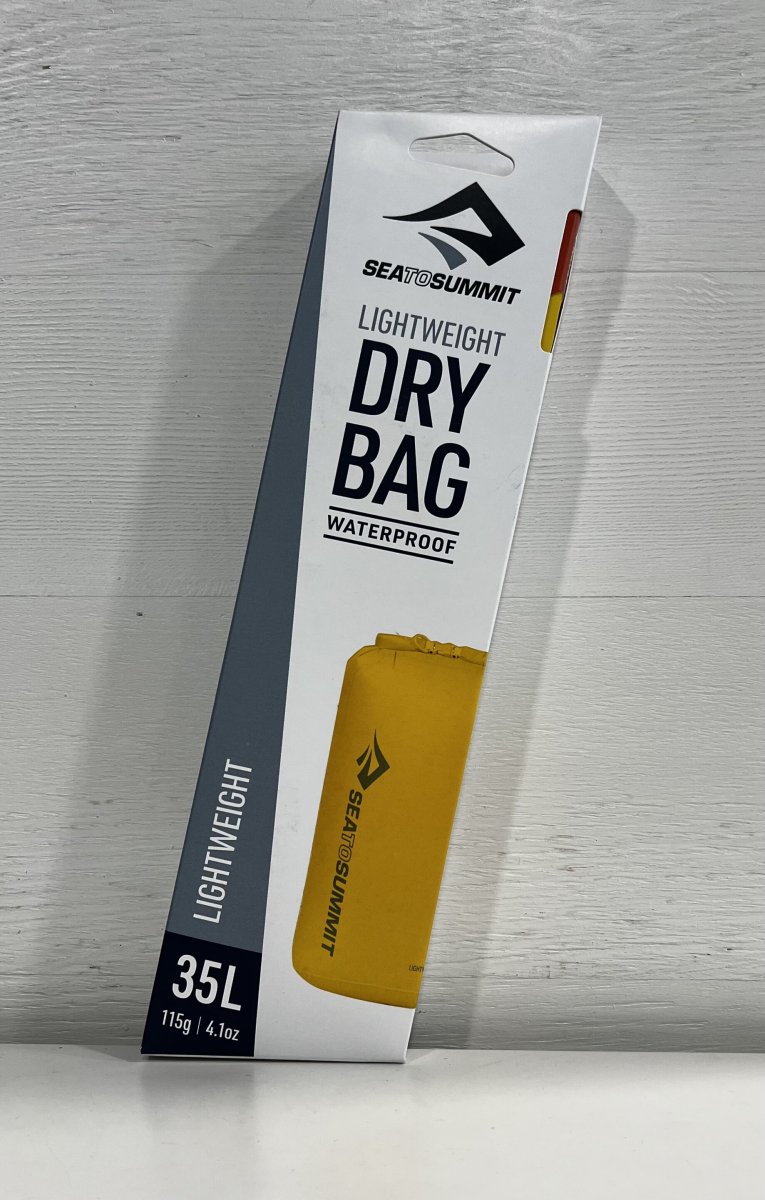 SEATOSUMMIT
LIGHTWEIGHT
DRY
BAG
WATERPROOF
SEATOSUMMIT
LIGHTWEIGHT
35L
115g | 4.1oz